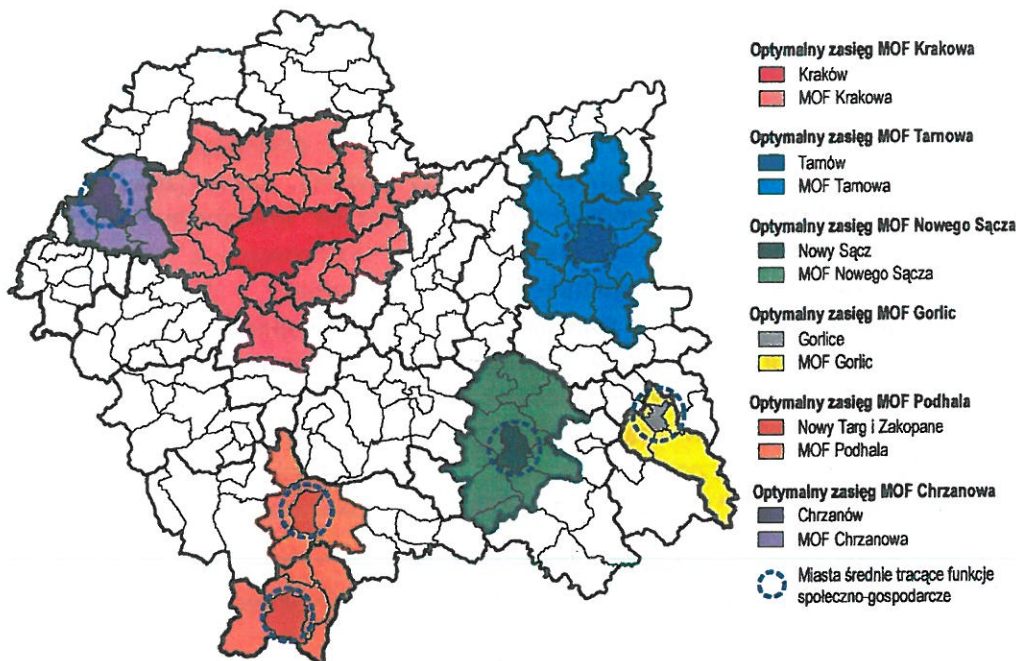 Optymalny zasięg MOF Krakowa
Kraków
MOF Krakowa
Optymalny zasięg MOF Tarnowa
Tarnów
MOF Tarnowa
Optymalny zasięg MOF Nowego Sącza
Nowy Sącz
MOF Nowego Sącza
Optymalny zasięg MOF Gorlic
Gorlice
MOF Gorlic
Optymalny zasięg MOF Podhala
Nowy Targ i Zakopane
MOF Podhala
Optymalny zasięg MOF Chrzanowa
Chrzanów
MOF Chrzanowa
Miasta średnie tracące funkcje
społeczno-gospodarcze